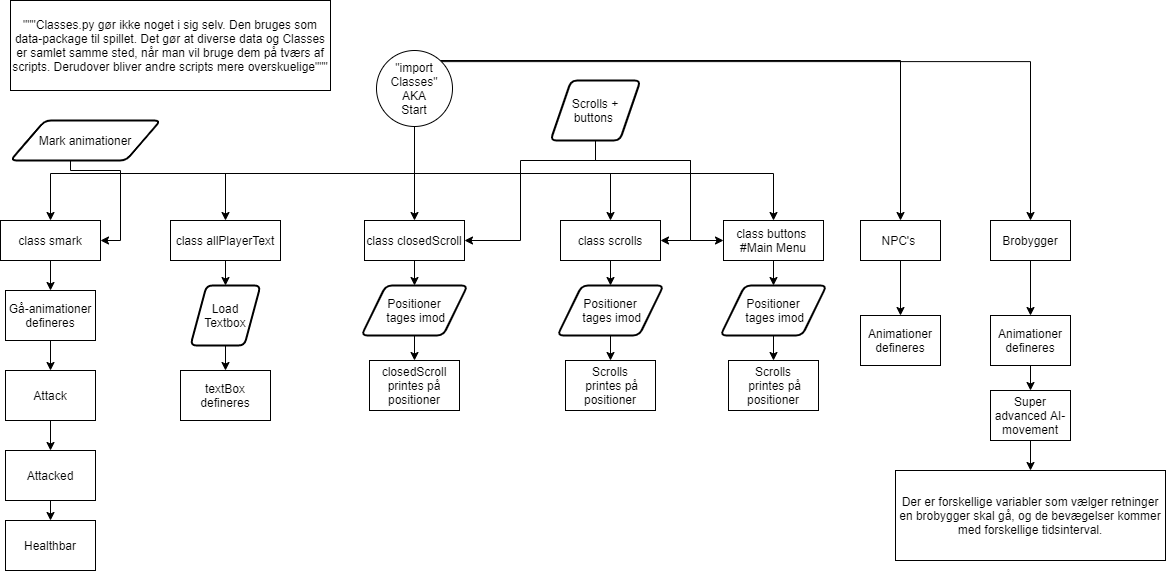 """Classes.py gør ikke noget i sig selv. Den bruges som
data-package til spillet. Det gør at diverse data og Classes
er samlet samme sted, når man vil bruge dem på tværs af
scripts. Derudover bliver andre scripts mere overskuelige"""
"import
Classes"
AKA
Start
Scrolls +
buttons
Mark animationer
class smark
class allPlayerText
class closedScroll
class scrolls
class buttons
#Main Menu
NPC's
Brobygger
Gå-animationer
defineres
Load
Textbox
Positioner
tages imod
Positioner
tages imod
Positioner
tages imod
Animationer
defineres
Animationer
defineres
Attack
textBox
defineres
closedScroll
printes på
positioner
Scrolls
printes på
positioner
Scrolls
printes på
positioner
Super
advanced AI-
movement
Attacked
Der er forskellige variabler som vælger retninger
en brobygger skal gå, og de bevægelser kommer
med forskellige tidsinterval.
Healthbar